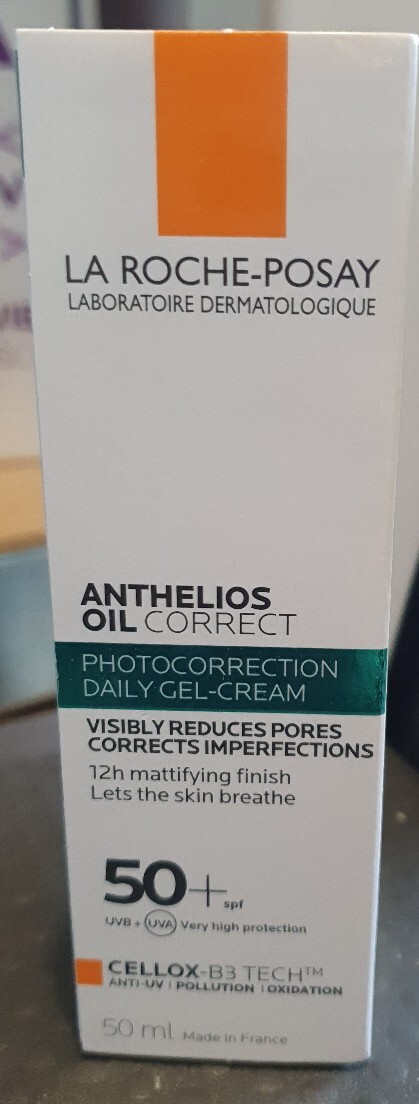 LA ROCHE-POSAY
LABORATOIRE DERMATOLOGIQUE
ANTHELIOS
OIL CORRECT
PHOTOCORRECTION
DAILY GEL-CREAM
VISIBLY REDUCES PORES
CORRECTS IMPERFECTIONS
12h mattifying finish
Lets the skin breathe
50+ spf
UVB + UVA Very high protection
CELLOX-B3 TECH™
ANTI-UV | POLLUTION | OXIDATION
50 ml Made in France